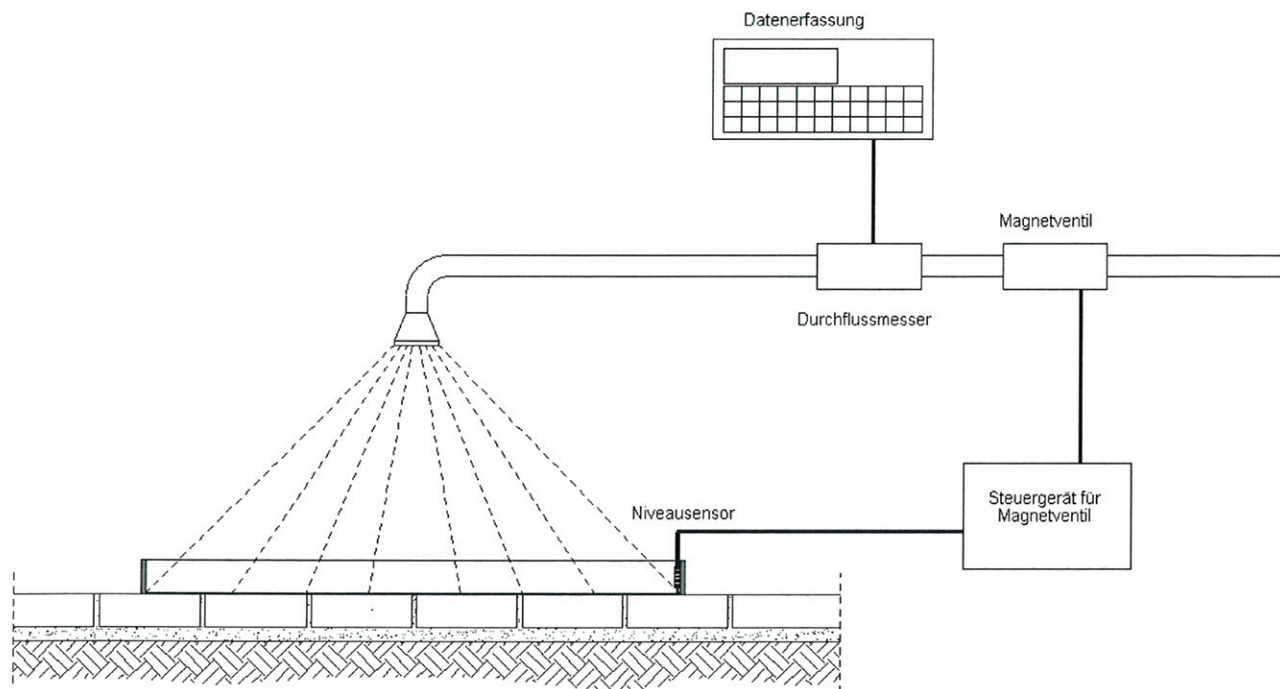 Datenerfassung
Magnetventil
Durchflussmesser
Niveausensor
Steuergerät für
Magnetventil